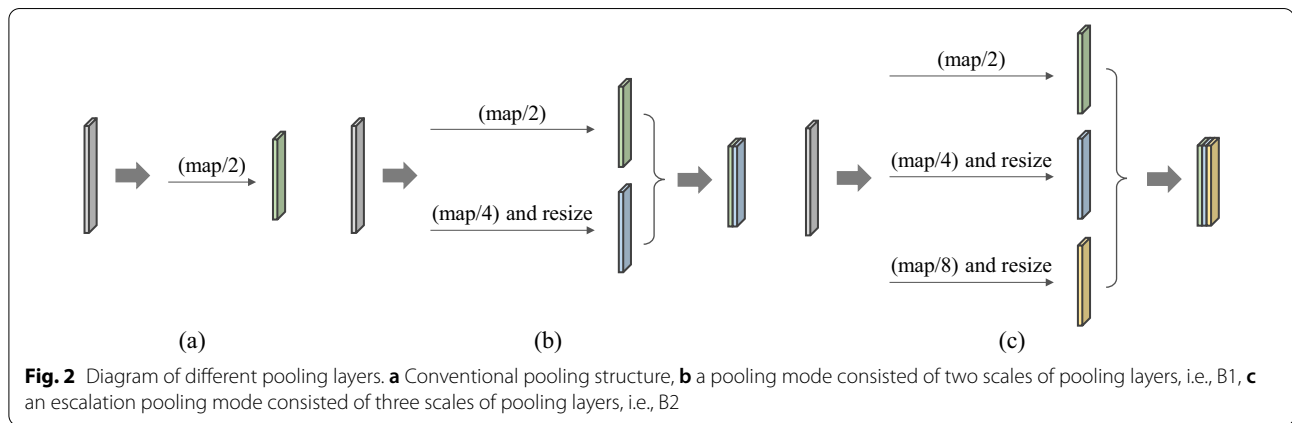 (map/2)
(a)
(map/2)
(map/4) and resize
(b)
(map/2)
(map/4) and resize
(map/8) and resize
(c)
Fig. 2 Diagram of different pooling layers. a Conventional pooling structure, b a pooling mode consisted of two scales of pooling layers, i.e., B1, c
an escalation pooling mode consisted of three scales of pooling layers, i.e., B2